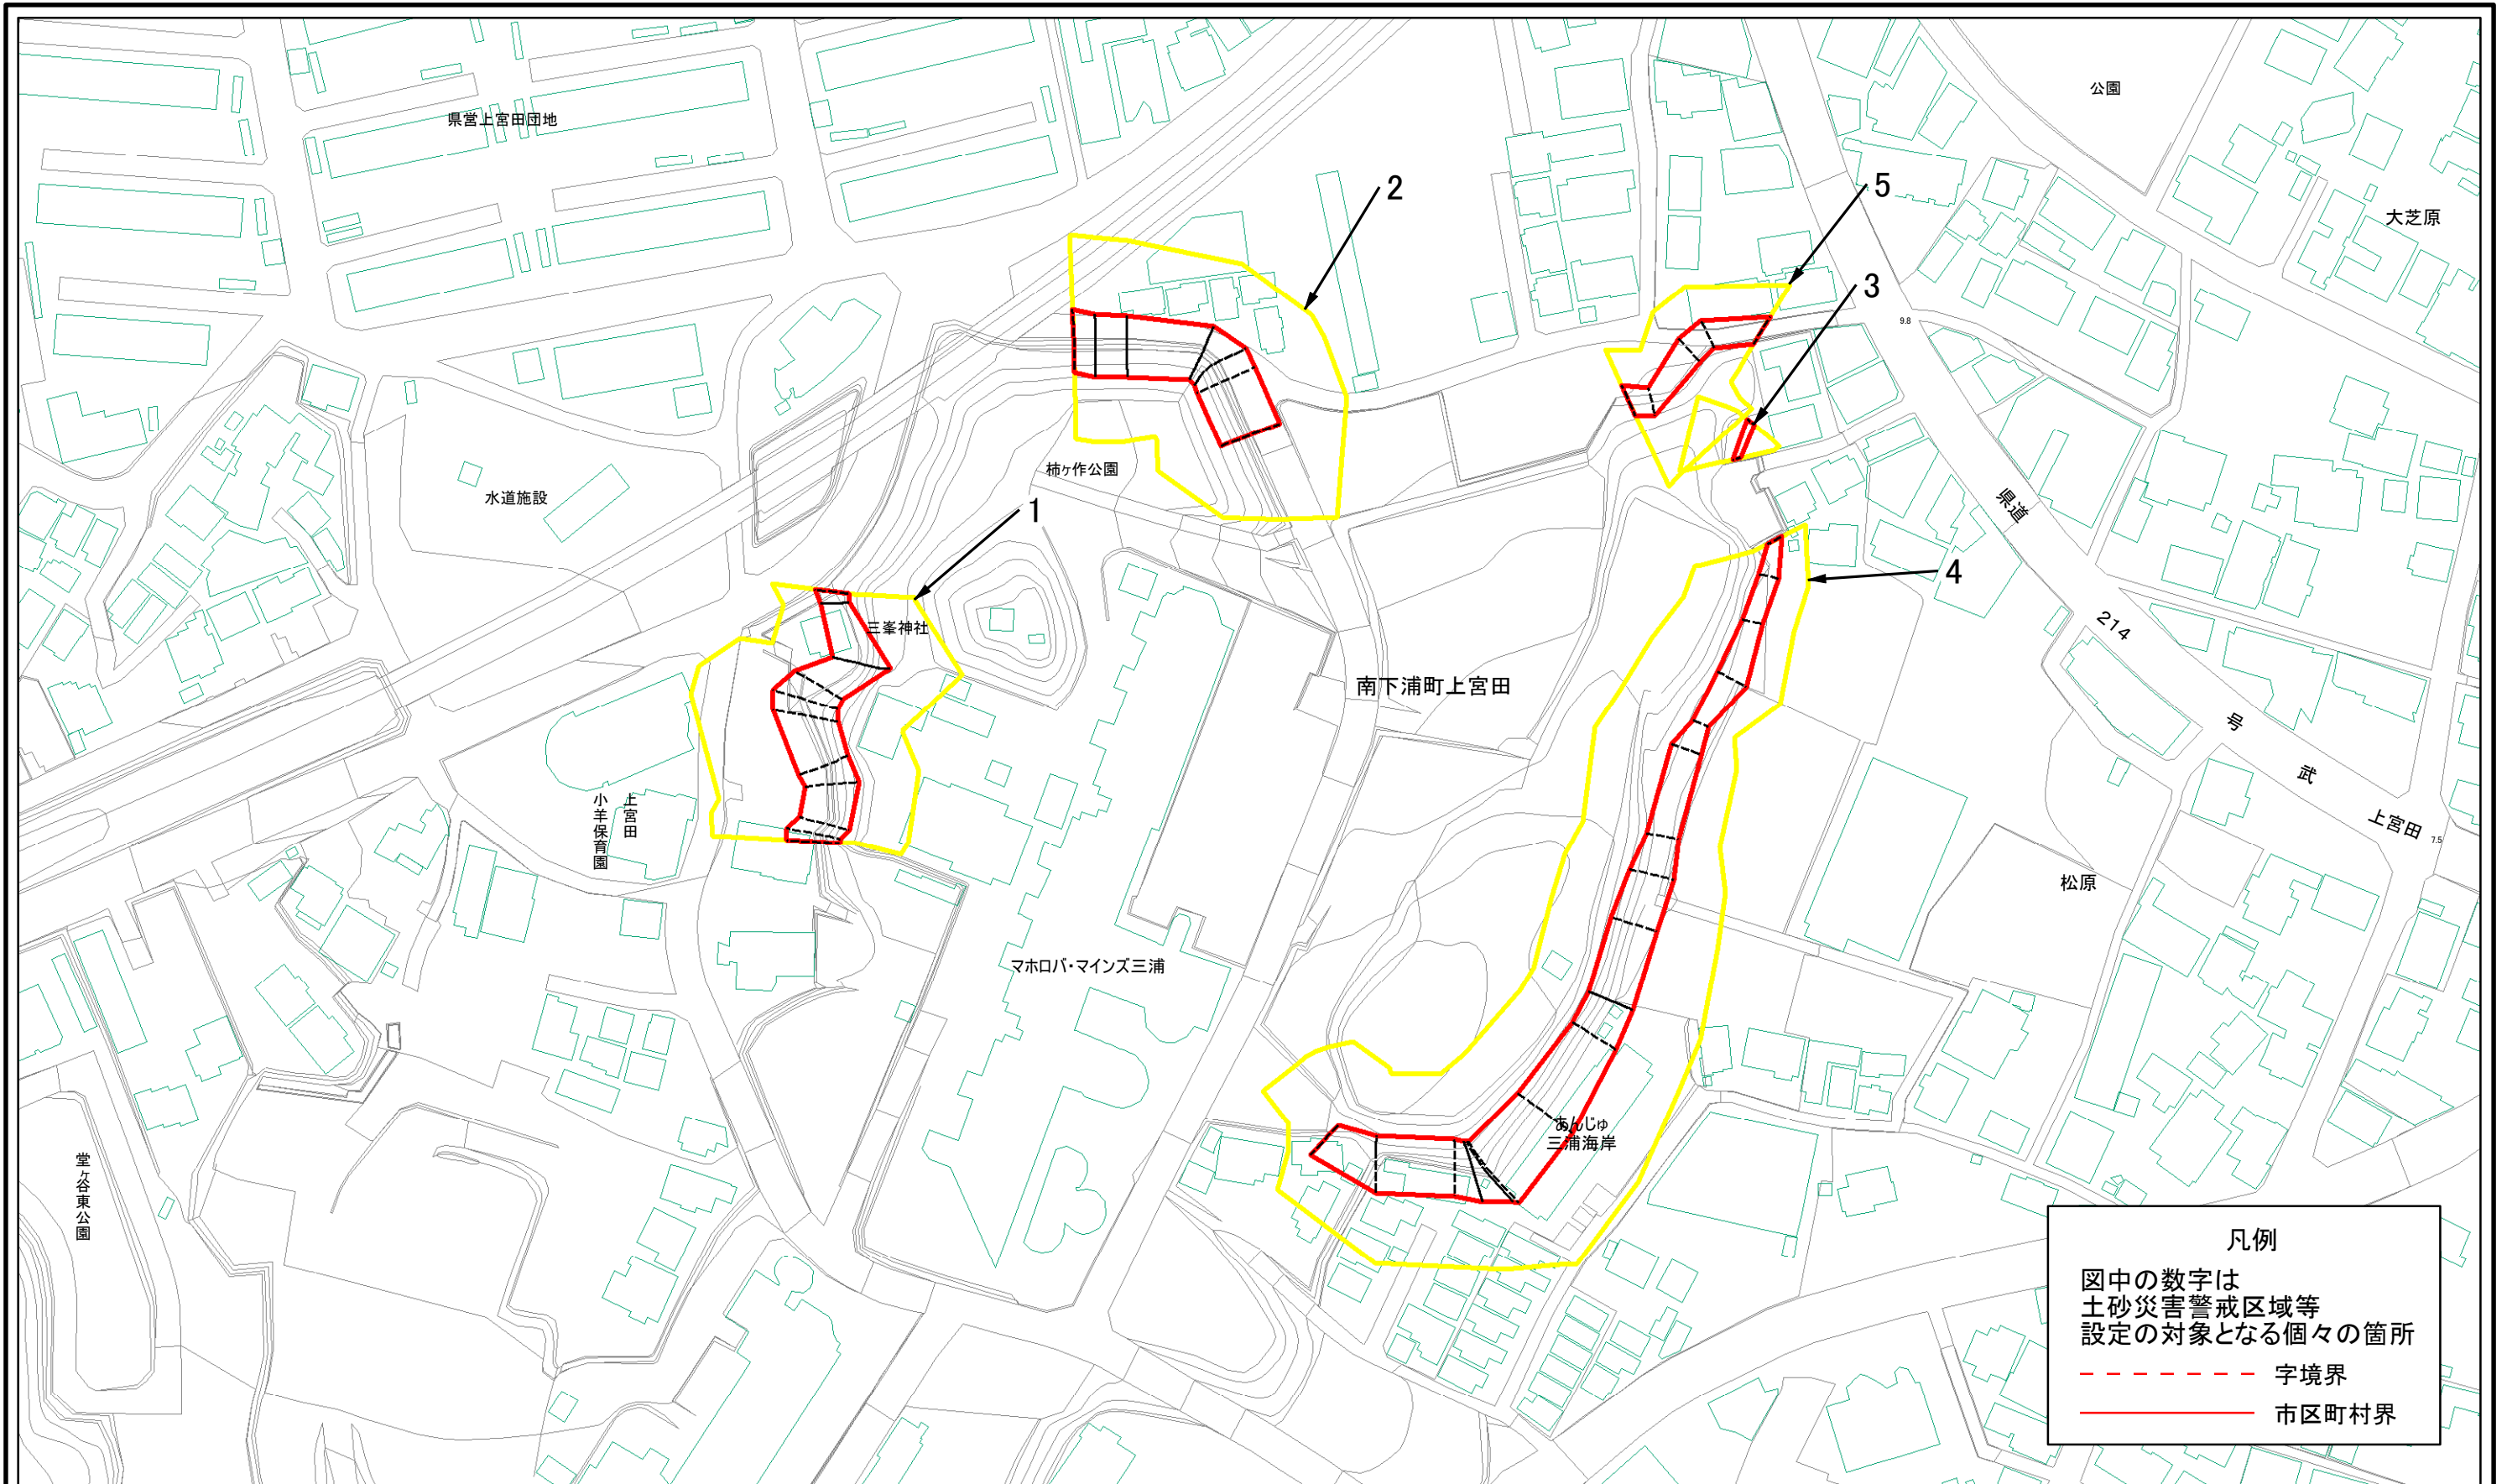 県営上宮田団地
公園
2
5
大芝原
3
9.8
柿ヶ作公園
水道施設
1
県道
4
214
三峯神社
南下浦町上宮田
号
武
上宮田
7.5
上宮田
小羊保育園
松原
マホロバ・マインズ三浦
あんじゅ
三浦海岸
堂ヶ谷東公園
凡例
図中の数字は
土砂災害警戒区域等
設定の対象となる個々の箇所
字境界
市区町村界